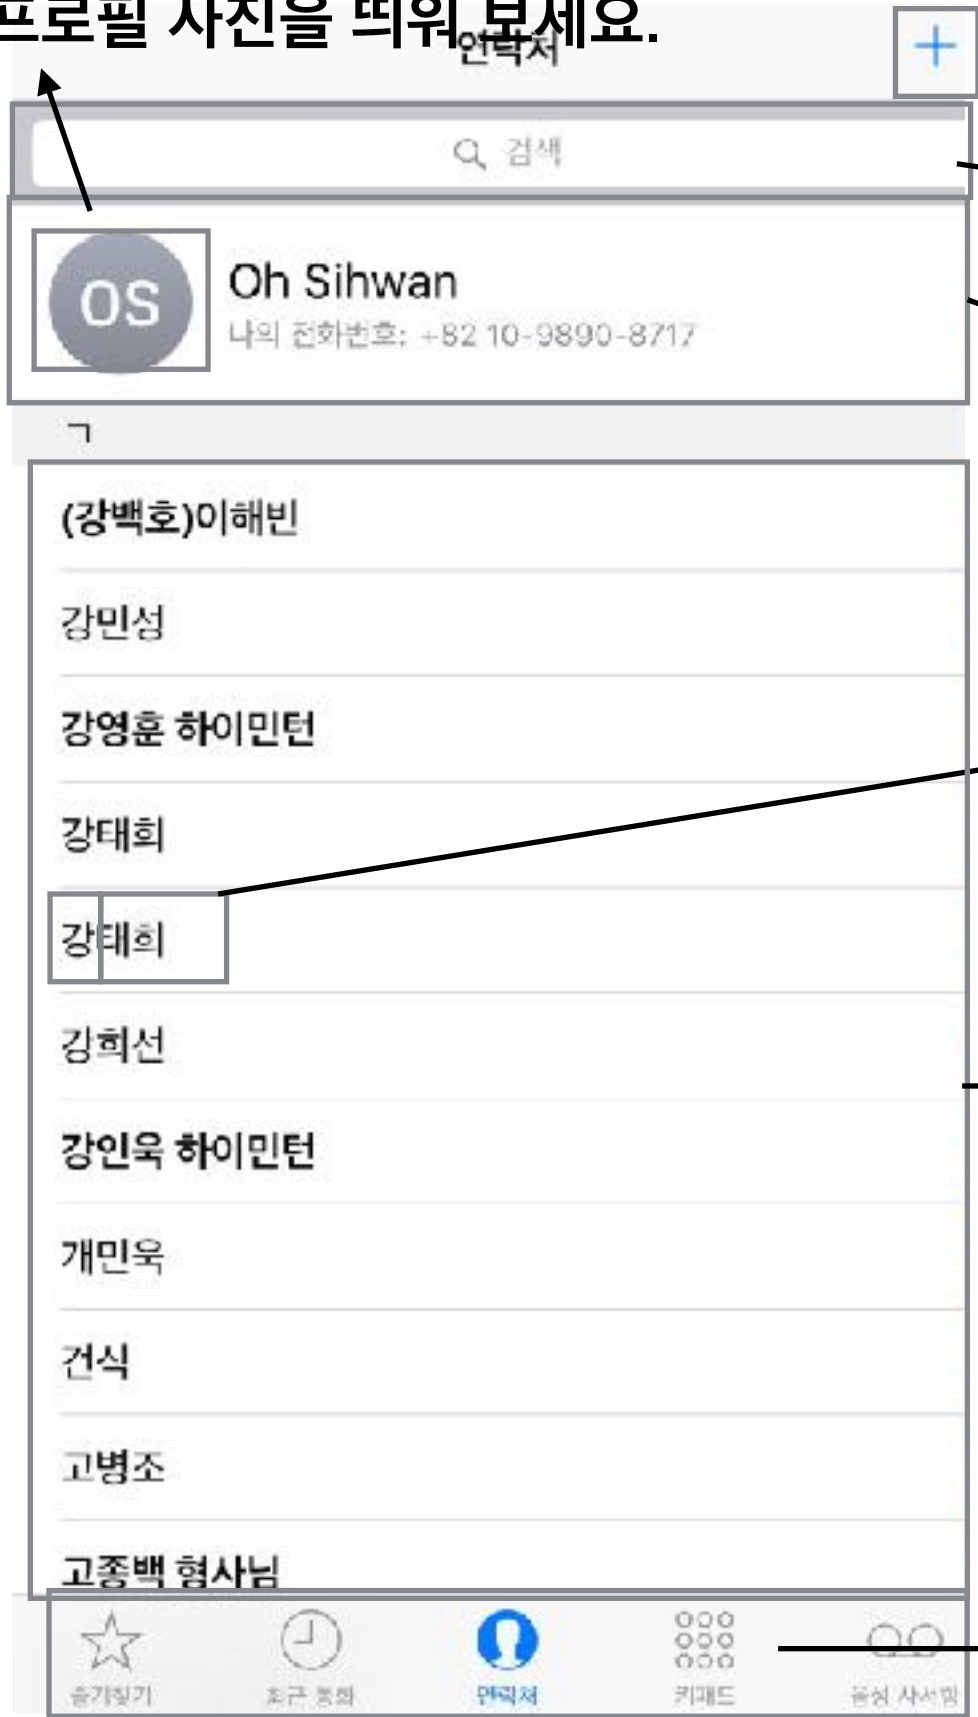 프로필 사진을 띄워 보세요.
연락처
검색
OS
Oh Sihwan
나의 전화번호: +82 10-9890-8717
ㄱ
(강백호)이해빈
강민성
강영훈 하이민턴
강태회
강태희
강희선
강인욱 하이민턴
개민욱
건식
고병조
고종백 형사님
즐겨찾기
최근 통화
연락처
키패드
음성 사서함